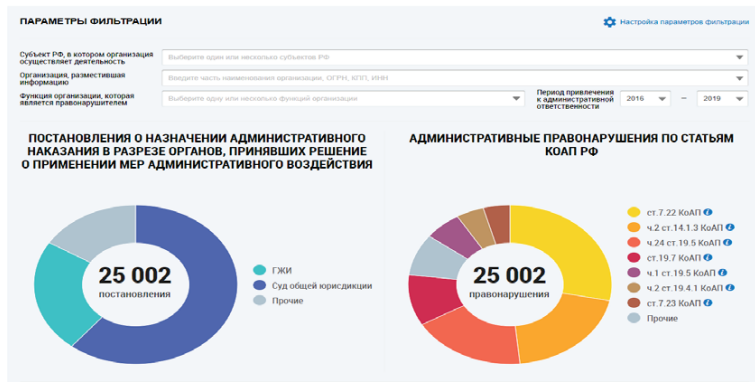 ПАРАМЕТРЫ ФИЛЬТРАЦИИ
Настройка параметров фильтрации
Субъект РФ, в котором организация
осуществляет деятельность
Выберите один или несколько субъектов РФ
Организация, разместившая
информацию
Введите часть наименования организации, ОГРН, КПП, ИНН
Функция организации, которая
является правонарушителем
Выберите одну или несколько функций организации
Период привлечения
к административной
ответственности
2016 – 2019
ПОСТАНОВЛЕНИЯ О НАЗНАЧЕНИИ АДМИНИСТРАТИВНОГО
НАКАЗАНИЯ В РАЗРЕЗЕ ОРГАНОВ, ПРИНЯВШИХ РЕШЕНИЕ
О ПРИМЕНЕНИИ МЕР АДМИНИСТРАТИВНОГО ВОЗДЕЙСТВИЯ
25 002
постановления
ГЖИ
Суд общей юрисдикции
Прочие
АДМИНИСТРАТИВНЫЕ ПРАВОНАРУШЕНИЯ ПО СТАТЬЯМ
КОАП РФ
25 002
правонарушения
ст.7.22 КоАП
ч.2 ст.14.1.3 КоАП
ч.24 ст.19.5 КоАП
ст.19.7 КоАП
ч.1 ст.19.5 КоАП
ч.2 ст.19.4.1 КоАП
ст.7.23 КоАП
Прочие